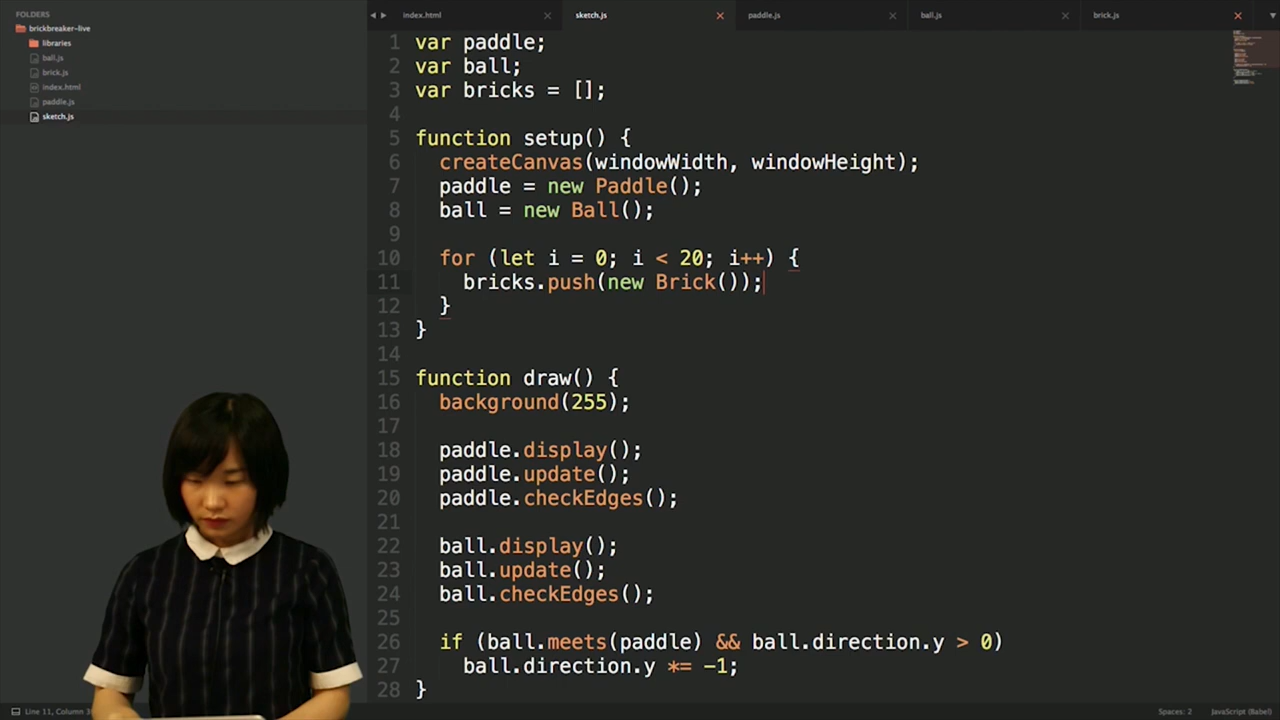 FOLDERS
brickbreaker-live
libraries
ball.js
brick.js
index.html
paddle.js
sketch.js
index.html sketch.js paddle.js ball.js brick.js
1 var paddle;
2 var ball;
3 var bricks = [];
4
5 function setup() {
6 createCanvas(windowWidth, windowHeight);
7 paddle = new Paddle();
8 ball = new Ball();
9
10 for (let i = 0; i < 20; i++) {
11 bricks.push(new Brick());
12 }
13 }
14
15 function draw() {
16 background(255);
17
18 paddle.display();
19 paddle.update();
20 paddle.checkEdges();
21
22 ball.display();
23 ball.update();
24 ball.checkEdges();
25
26 if (ball.meets(paddle) && ball.direction.y > 0)
27 ball.direction.y *= -1;
28 }
Line 11, Column
Spaces: 2 JavaScript (Babel)